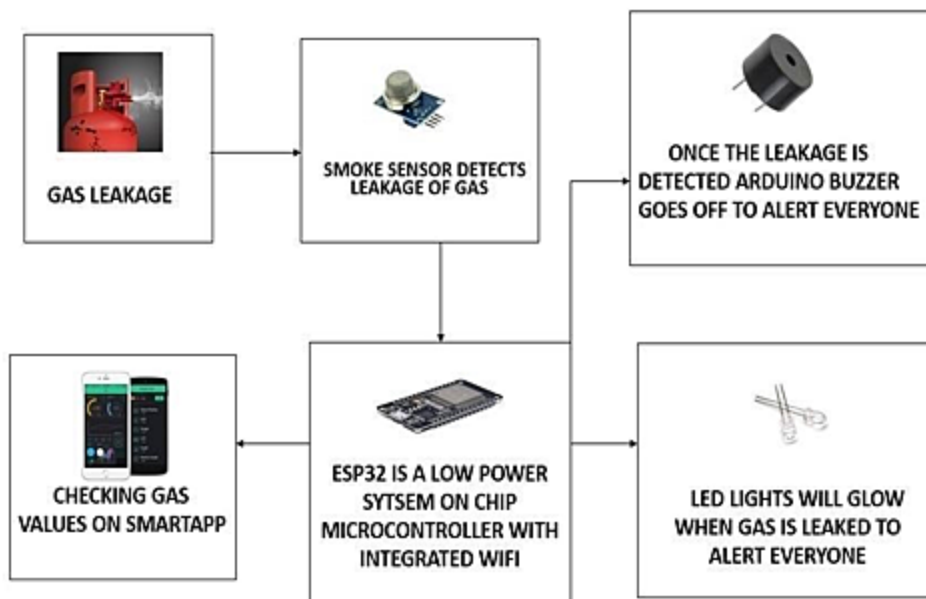 GAS LEAKAGE
SMOKE SENSOR DETECTS
LEAKAGE OF GAS
ONCE THE LEAKAGE IS
DETECTED ARDUINO BUZZER
GOES OFF TO ALERT EVERYONE
CHECKING GAS
VALUES ON SMARTAPP
ESP32 IS A LOW POWER
SYTSEM ON CHIP
MICROCONTROLLER WITH
INTEGRATED WIFI
LED LIGHTS WILL GLOW
WHEN GAS IS LEAKED TO
ALERT EVERYONE